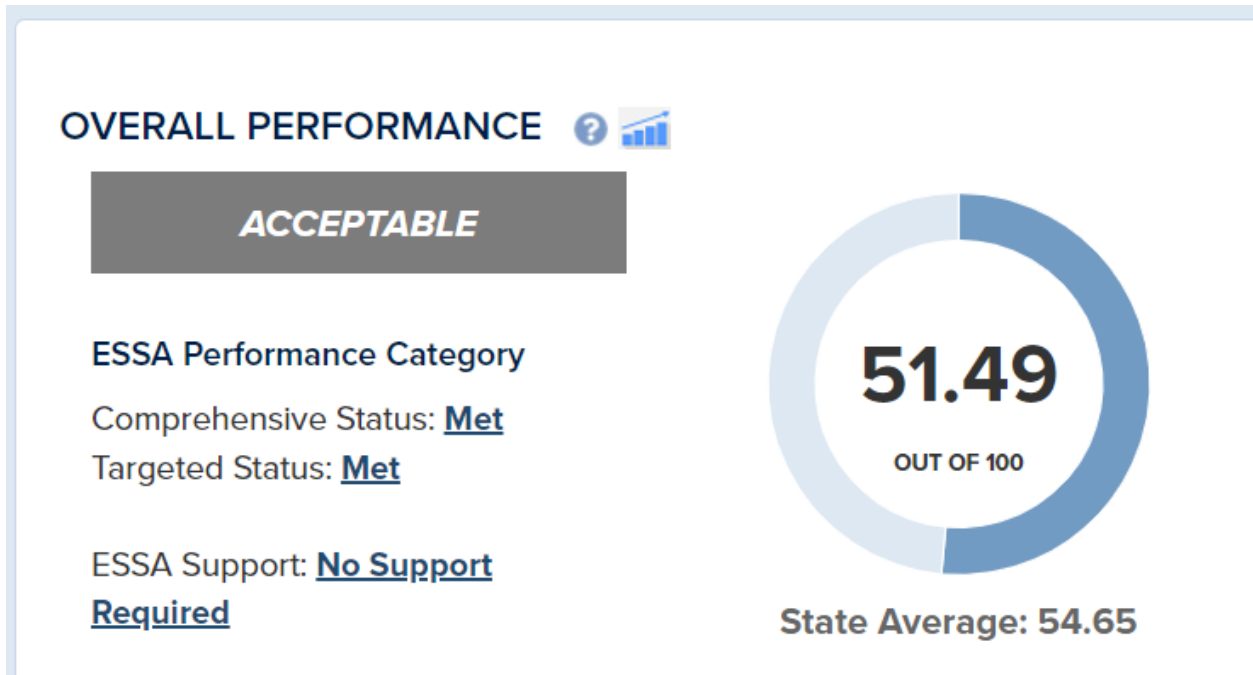 OVERALL PERFORMANCE ?
ACCEPTABLE
ESSA Performance Category
Comprehensive Status: Met
Targeted Status: Met
ESSA Support: No Support
Required
51.49
OUT OF 100
State Average: 54.65